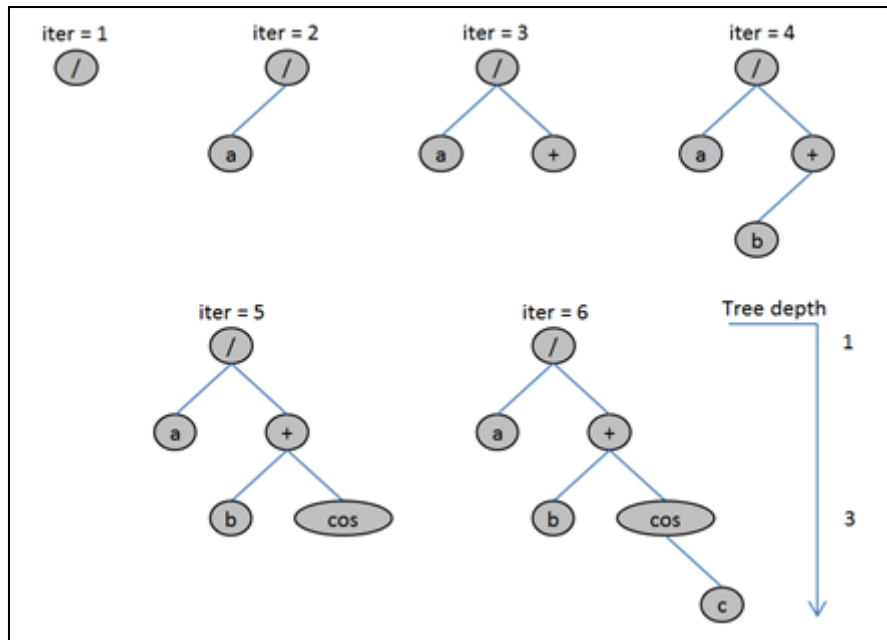 iter = 1
/
iter = 2
/
a
iter = 3
/
a +
iter = 4
/
a +
b
iter = 5
/
a +
b cos
iter = 6
/
a +
b cos
c
Tree depth
1
3